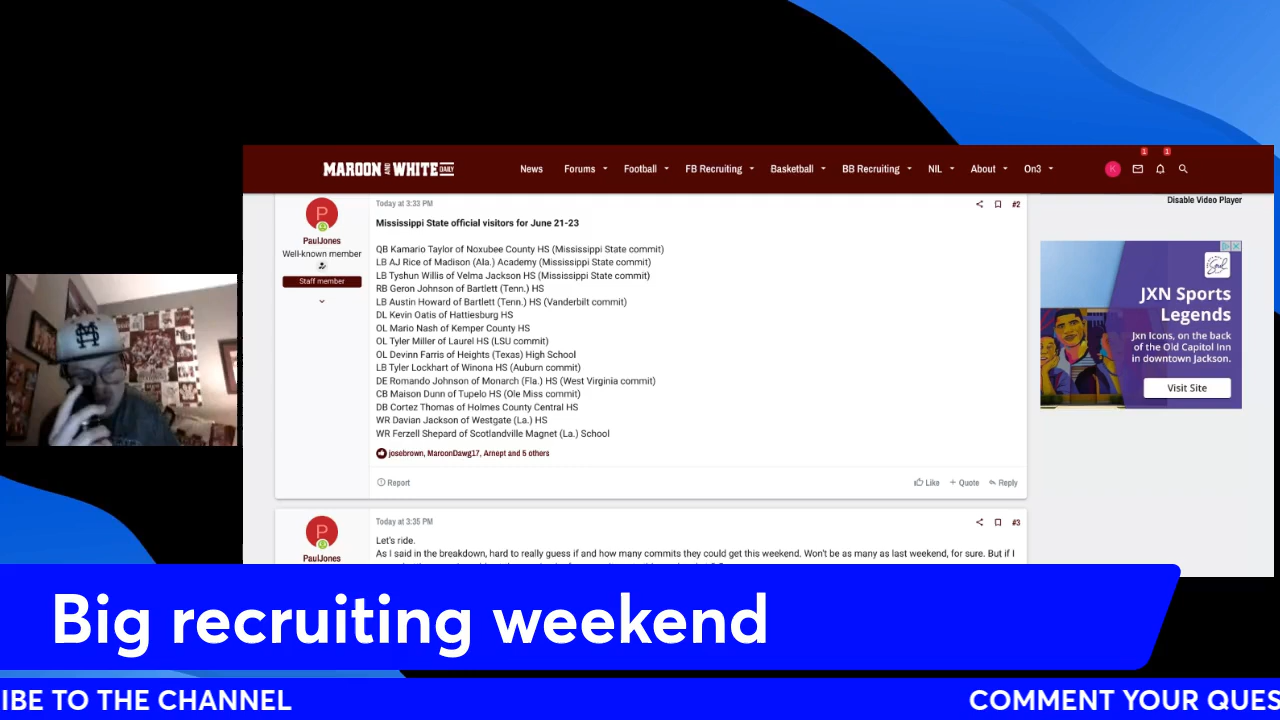 MAROON AND WHITE DAILY
News Forums Football FB Recruiting Basketball BB Recruiting NIL About On3
K
1
1
Disable Video Player
P
PaulJones
Well-known member
Staff member
Today at 3:33 PM
#2
Mississippi State official visitors for June 21-23
QB Kamario Taylor of Noxubee County HS (Mississippi State commit)
LB AJ Rice of Madison (Ala.) Academy (Mississippi State commit)
LB Tyshun Willis of Velma Jackson HS (Mississippi State commit)
RB Geron Johnson of Bartlett (Tenn.) HS
LB Austin Howard of Bartlett (Tenn.) HS (Vanderbilt commit)
DL Kevin Oatis of Hattiesburg HS
OL Mario Nash of Kemper County HS
OL Tyler Miller of Laurel HS (LSU commit)
OL Devinn Farris of Heights (Texas) High School
LB Tyler Lockhart of Winona HS (Auburn commit)
DE Romando Johnson of Monarch (Fla.) HS (West Virginia commit)
CB Maison Dunn of Tupelo HS (Ole Miss commit)
DB Cortez Thomas of Holmes County Central HS
WR Davian Jackson of Westgate (La.) HS
WR Ferzell Shepard of Scotlandville Magnet (La.) School
josebrown, MaroonDawg17, Arnept and 5 others
Report
Like + Quote Reply
JXN Sports
Legends
Jxn Icons, on the back
of the Old Capitol Inn
in downtown Jackson.
Visit Site
P
PaulJones
Today at 3:35 PM
#3
Let's ride.
As I said in the breakdown, hard to really guess if and how many commits they could get this weekend. Won't be as many as last weekend, for sure. But if I
Big recruiting weekend
IBE TO THE CHANNEL
COMMENT YOUR QUES